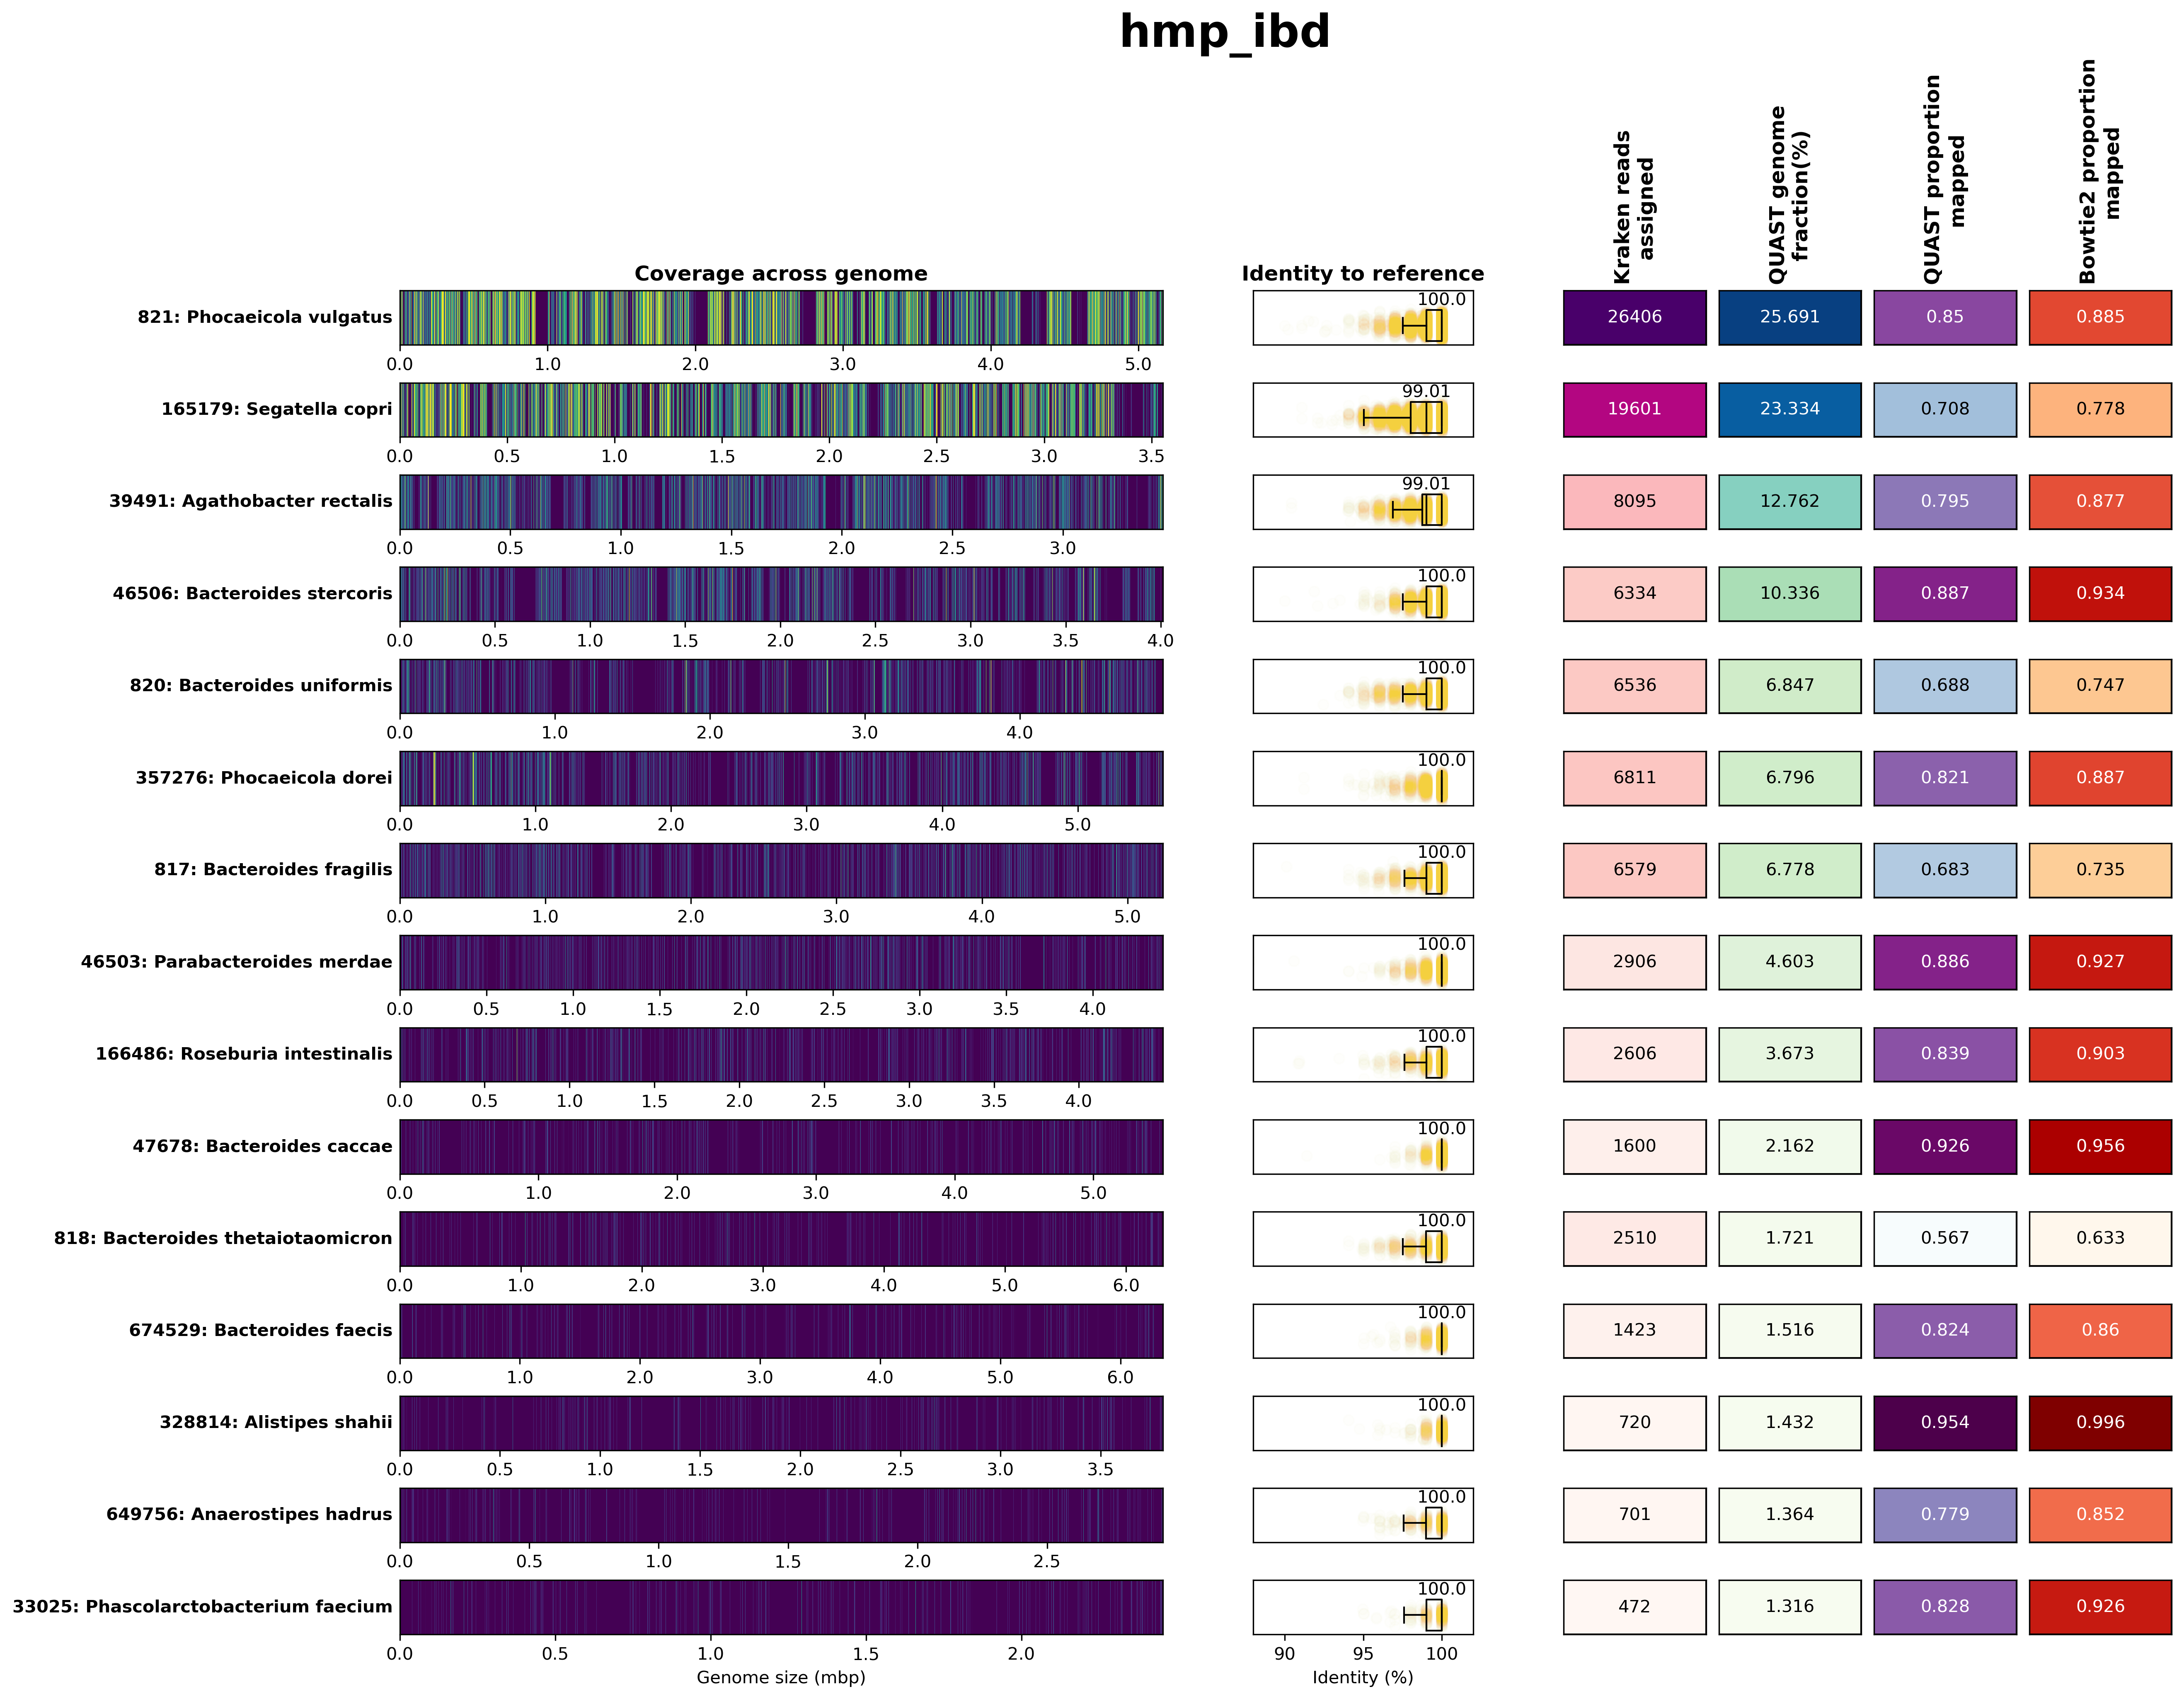 hmp_ibd
Kraken reads
assigned
QUAST genome
fraction(%)
QUAST proportion
mapped
Bowtie2 proportion
mapped
Coverage across genome
Identity to reference
821: Phocaeicola vulgatus
100.0
26406
25.691
0.85
0.885
0.0 1.0 2.0 3.0 4.0 5.0
165179: Segatella copri
99.01
19601
23.334
0.708
0.778
0.0 0.5 1.0 1.5 2.0 2.5 3.0 3.5
39491: Agathobacter rectalis
99.01
8095
12.762
0.795
0.877
0.0 0.5 1.0 1.5 2.0 2.5 3.0
46506: Bacteroides stercoris
100.0
6334
10.336
0.887
0.934
0.0 0.5 1.0 1.5 2.0 2.5 3.0 3.5 4.0
820: Bacteroides uniformis
100.0
6536
6.847
0.688
0.747
0.0 1.0 2.0 3.0 4.0
357276: Phocaeicola dorei
100.0
6811
6.796
0.821
0.887
0.0 1.0 2.0 3.0 4.0 5.0
817: Bacteroides fragilis
100.0
6579
6.778
0.683
0.735
0.0 1.0 2.0 3.0 4.0 5.0
46503: Parabacteroides merdae
100.0
2906
4.603
0.886
0.927
0.0 0.5 1.0 1.5 2.0 2.5 3.0 3.5 4.0
166486: Roseburia intestinalis
100.0
2606
3.673
0.839
0.903
0.0 0.5 1.0 1.5 2.0 2.5 3.0 3.5 4.0
47678: Bacteroides caccae
100.0
1600
2.162
0.926
0.956
0.0 1.0 2.0 3.0 4.0 5.0
818: Bacteroides thetaiotaomicron
100.0
2510
1.721
0.567
0.633
0.0 1.0 2.0 3.0 4.0 5.0 6.0
674529: Bacteroides faecis
100.0
1423
1.516
0.824
0.86
0.0 1.0 2.0 3.0 4.0 5.0 6.0
328814: Alistipes shahii
100.0
720
1.432
0.954
0.996
0.0 0.5 1.0 1.5 2.0 2.5 3.0 3.5
649756: Anaerostipes hadrus
100.0
701
1.364
0.779
0.852
0.0 0.5 1.0 1.5 2.0 2.5
33025: Phascolarctobacterium faecium
100.0
472
1.316
0.828
0.926
0.0 0.5 1.0 1.5 2.0
90 95 100
Genome size (mbp)
Identity (%)